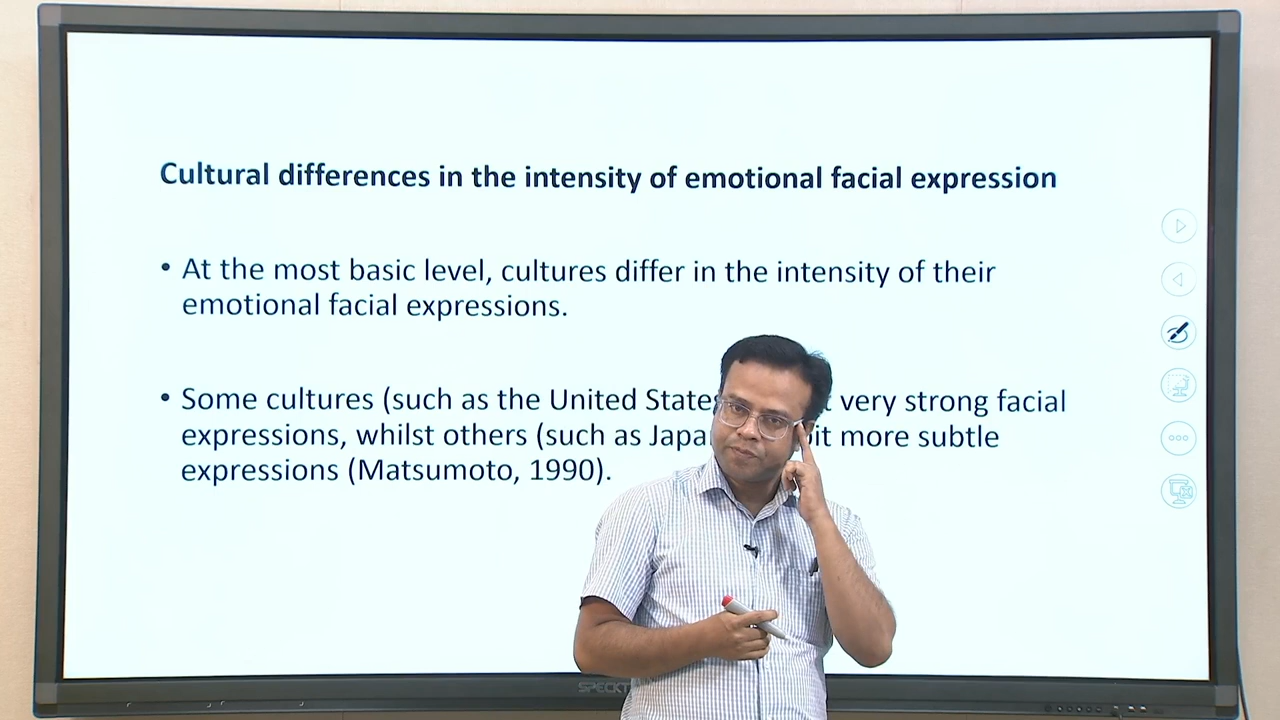 Cultural differences in the intensity of emotional facial expression
• At the most basic level, cultures differ in the intensity of their
emotional facial expressions.
• Some cultures (such as the United States very strong facial
expressions, whilst others (such as more subtle
expressions (Matsumoto, 1990).